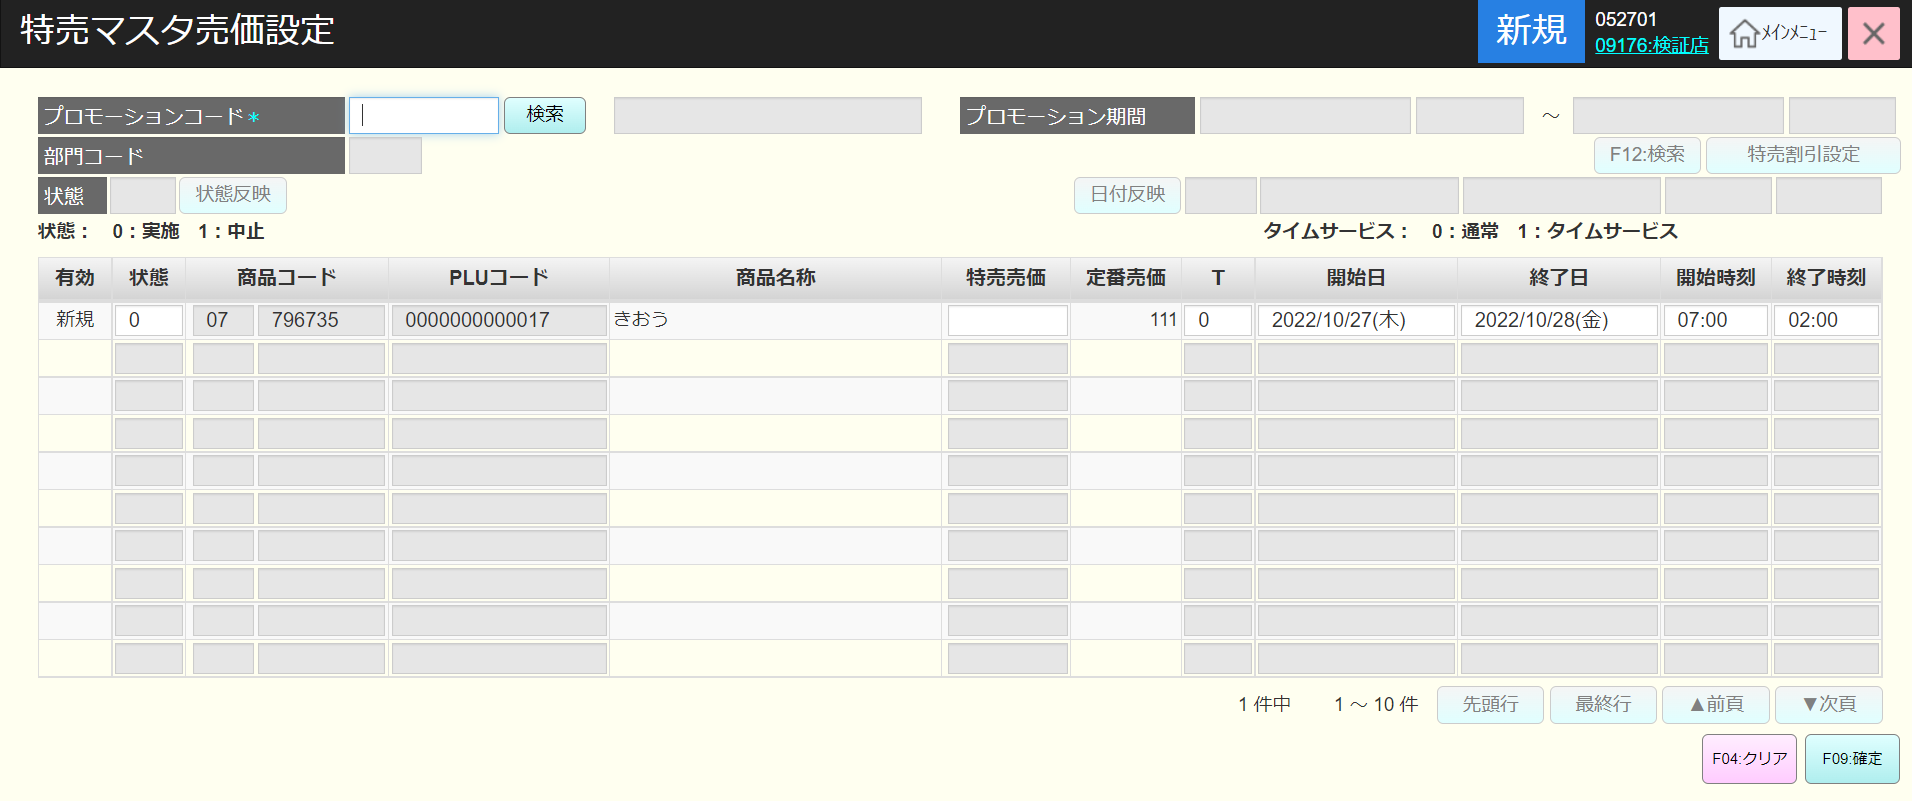 特売マスタ売価設定
新規
052701
09176:検証店
メインメニュー
プロモーションコード*
検索
プロモーション期間
～
部門コード
F12:検索
特売割引設定
状態
状態反映
日付反映
状態： 0：実施 1：中止
タイムサービス： 0：通常 1：タイムサービス
有効 状態 商品コード PLUコード 商品名称 特売売価 定番売価 T 開始日 終了日 開始時刻 終了時刻
新規 0 07 796735 0000000000017 きおう 111 0 2022/10/27(木) 2022/10/28(金) 07:00 02:00
1 件中 1 ～ 10 件 先頭行 最終行 ▲前頁 ▼次頁
F04:クリア F09:確定